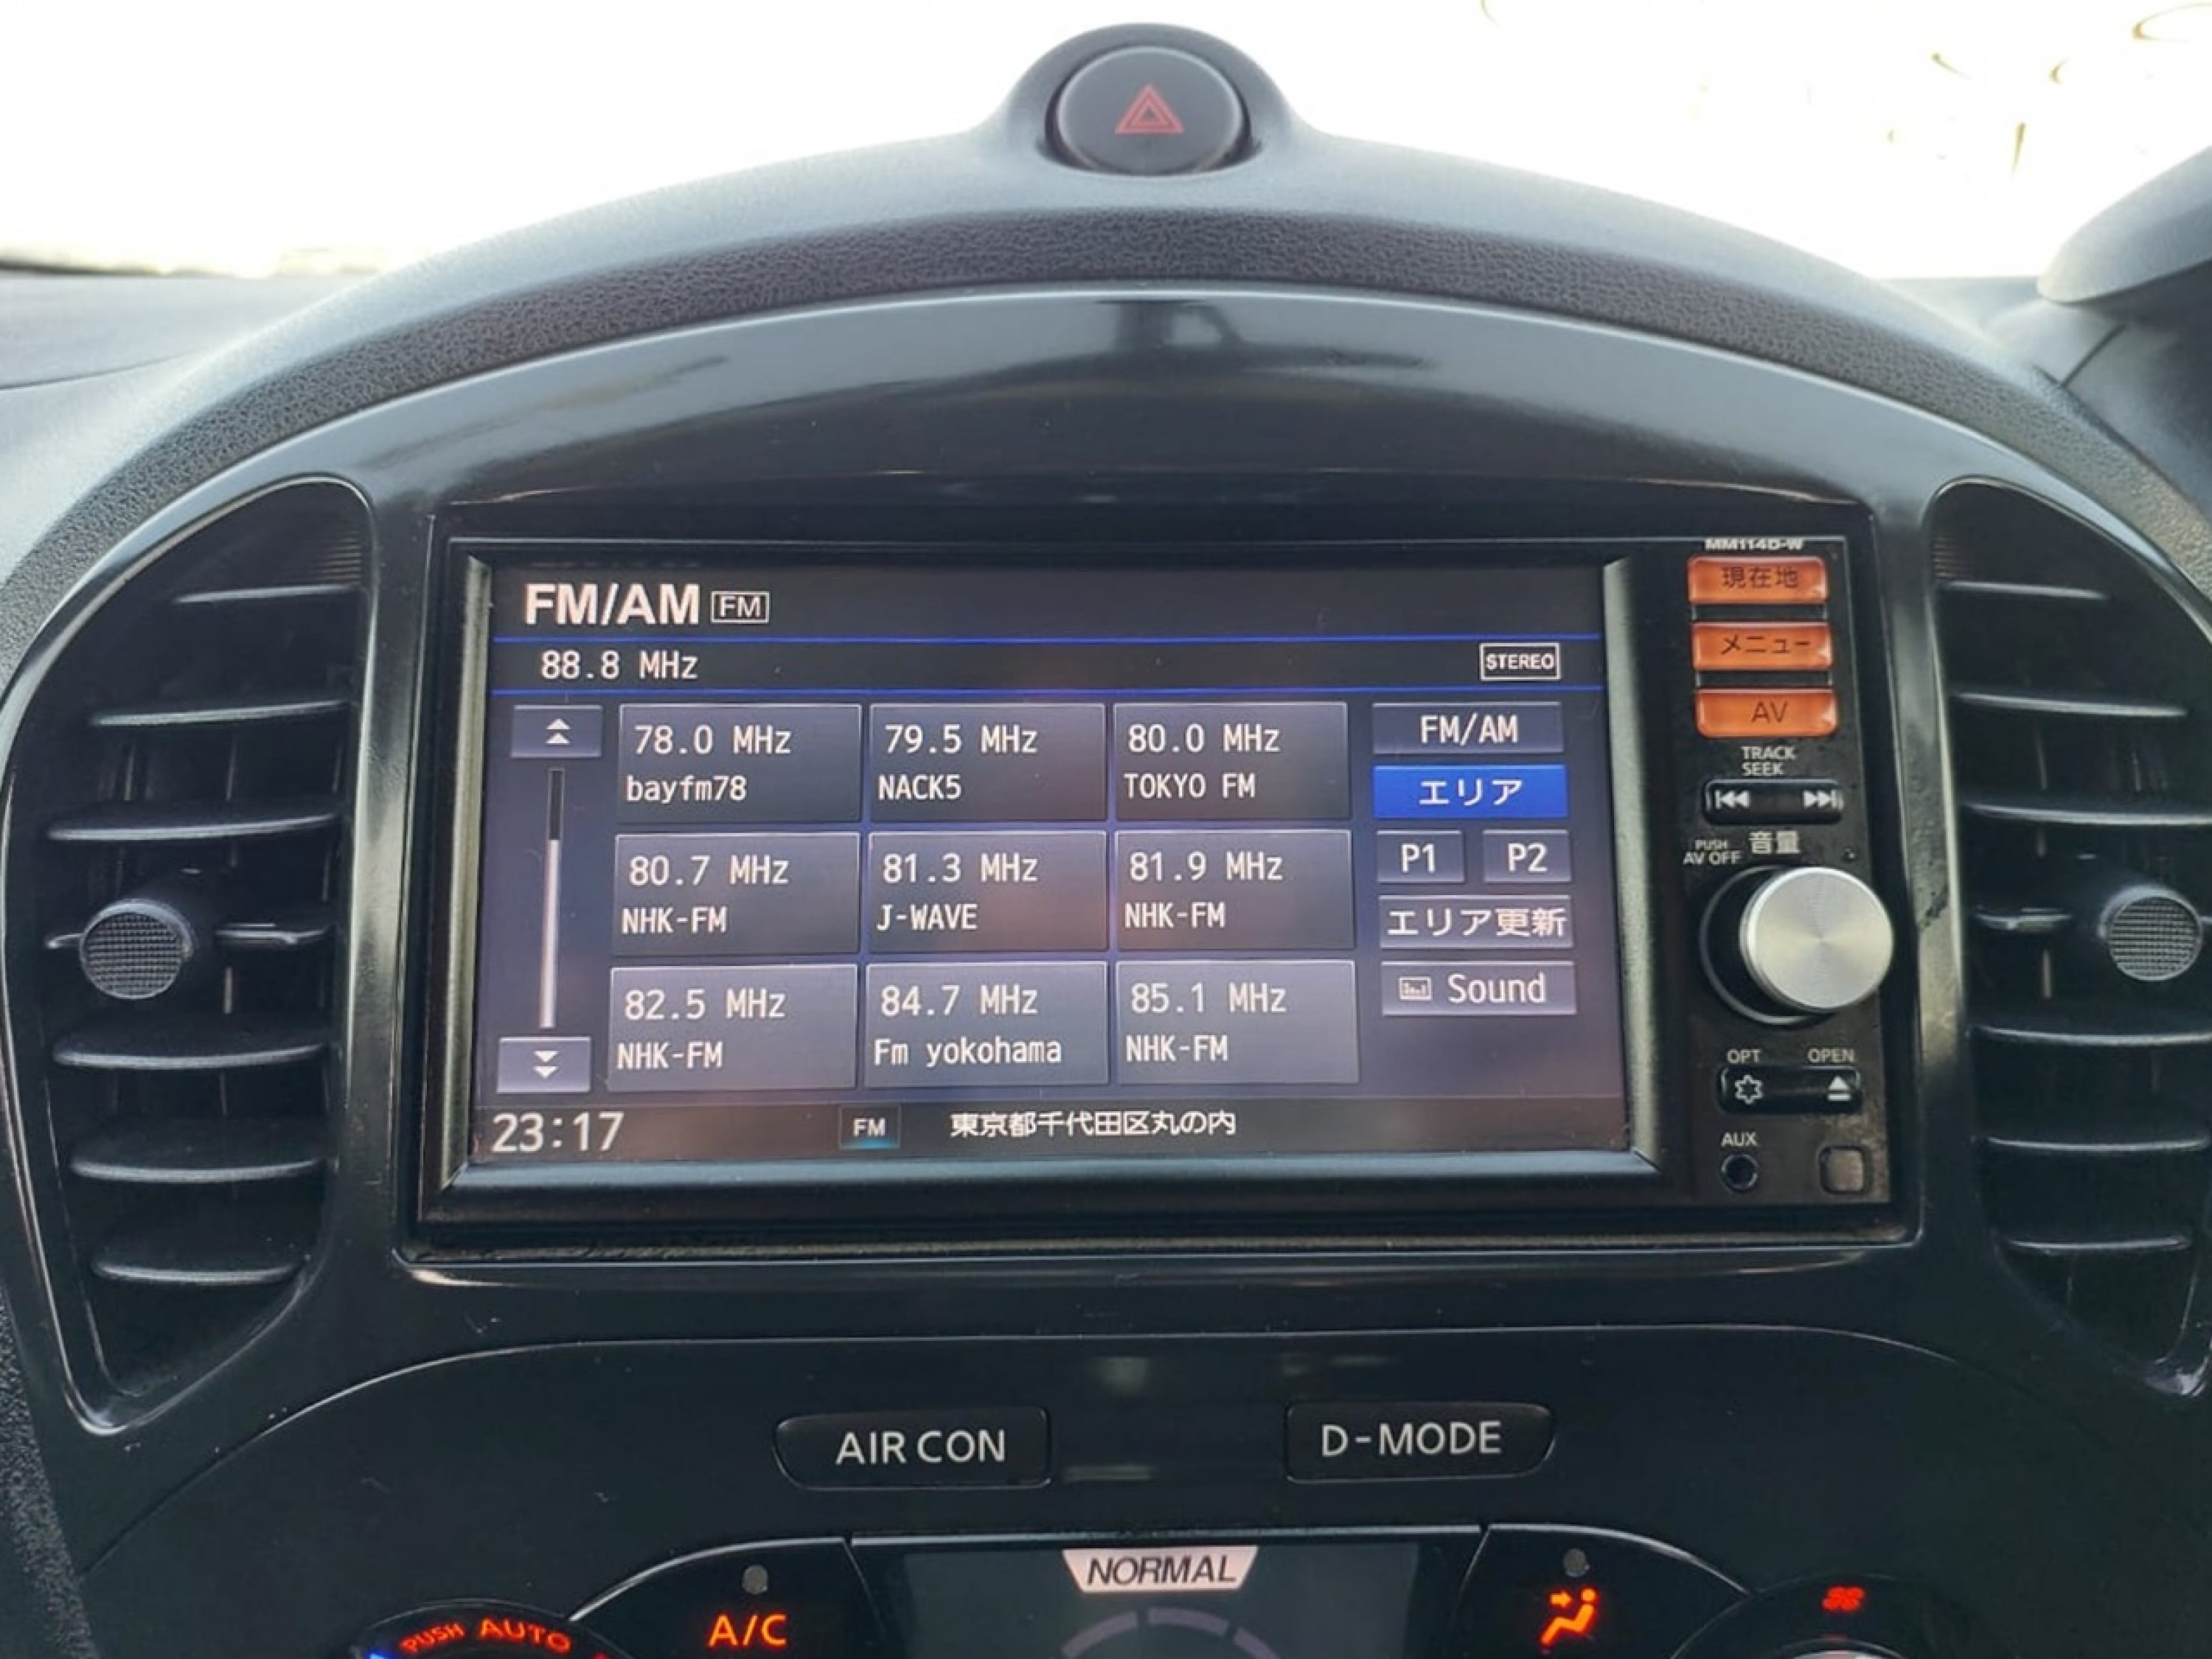 MM114D-W
FM/AM FM
88.8 MHz STEREO
78.0 MHz
bayfm78
79.5 MHz
NACK5
80.0 MHz
TOKYO FM
80.7 MHz
NHK-FM
81.3 MHz
J-WAVE
81.9 MHz
NHK-FM
82.5 MHz
NHK-FM
84.7 MHz
Fm yokohama
85.1 MHz
NHK-FM
FM/AM
エリア
P1 P2
エリア更新
Sound
23:17 FM 東京都千代田区丸の内
現在地
メニュー
AV
TRACK
SEEK
PUSH
AV OFF
音量
OPT OPEN
AUX
AIR CON D-MODE
NORMAL
PUSH AUTO
A/C